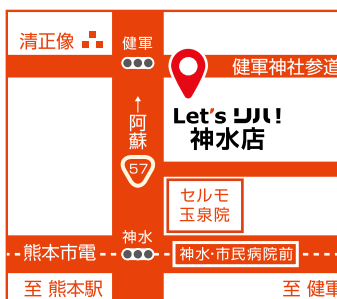 清正像
健軍
健軍神社参道
Let's リハ!
神水店
↑阿蘇
57
セルモ
玉泉院
神水
熊本市電
神水・市民病院前
至 熊本駅
至 健軍